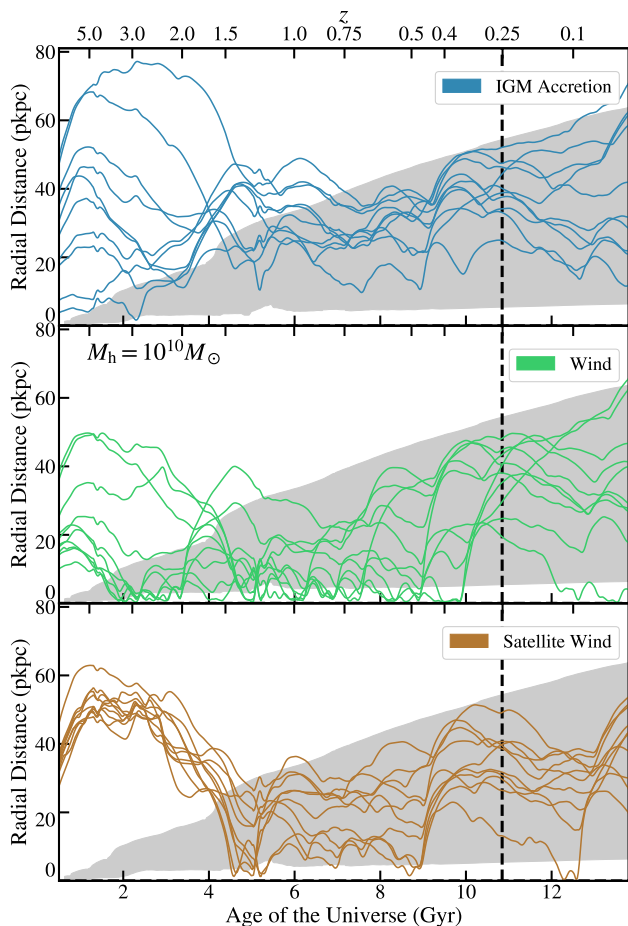 z
5.0 3.0 2.0 1.5 1.0 0.75 0.5 0.4 0.25 0.1
80
60
40
20
0
Radial Distance (pkpc)
IGM Accretion
80
60
40
20
0
Radial Distance (pkpc)
M_h = 10^{10} M_⊙
Wind
80
60
40
20
0
Radial Distance (pkpc)
Satellite Wind
2 4 6 8 10 12
Age of the Universe (Gyr)